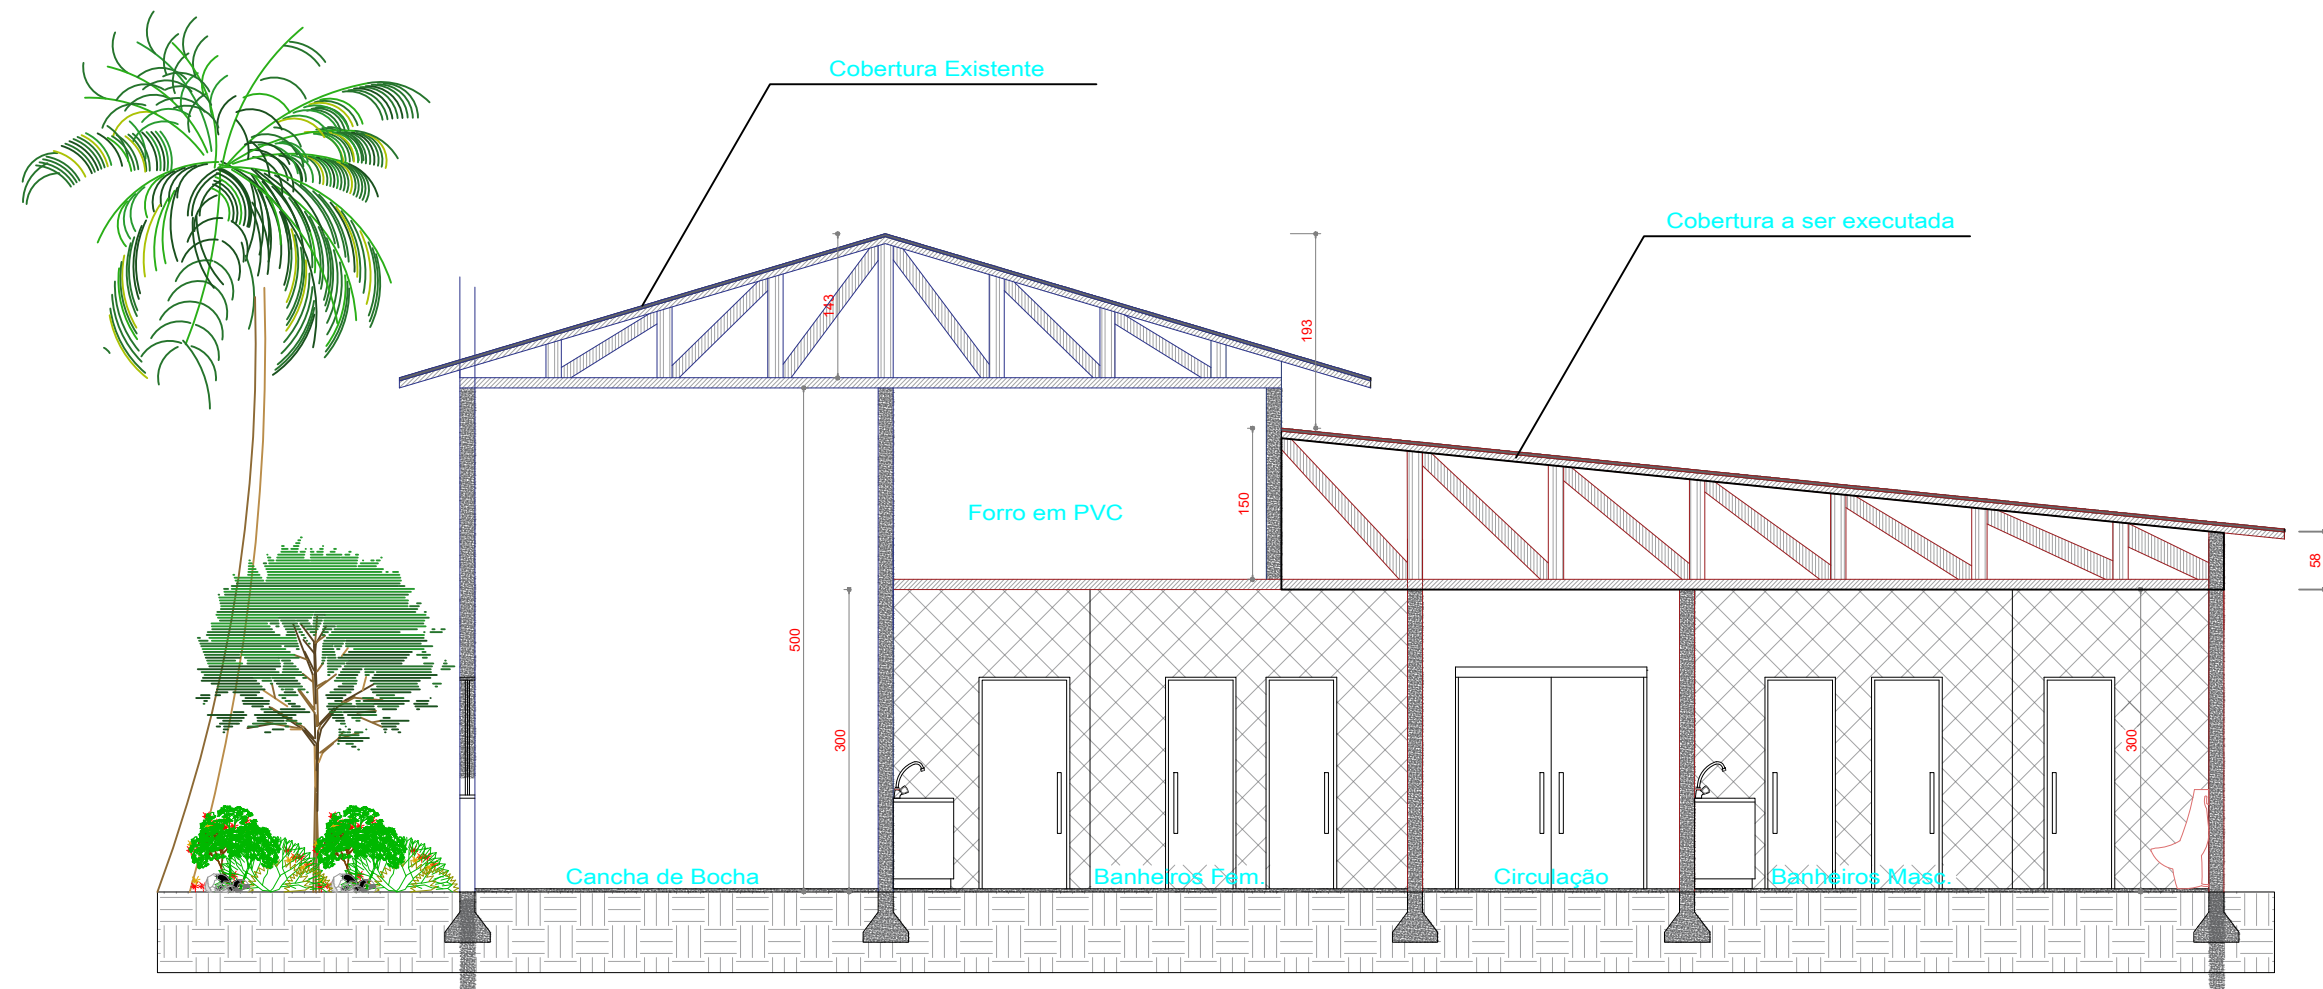 Cobertura Existente
Cobertura a ser executada
143
193
150
Forro em PVC
58
500
300
300
Cancha de Bocha
Banheiros Fem.
Circulação
Banheiros Masc.